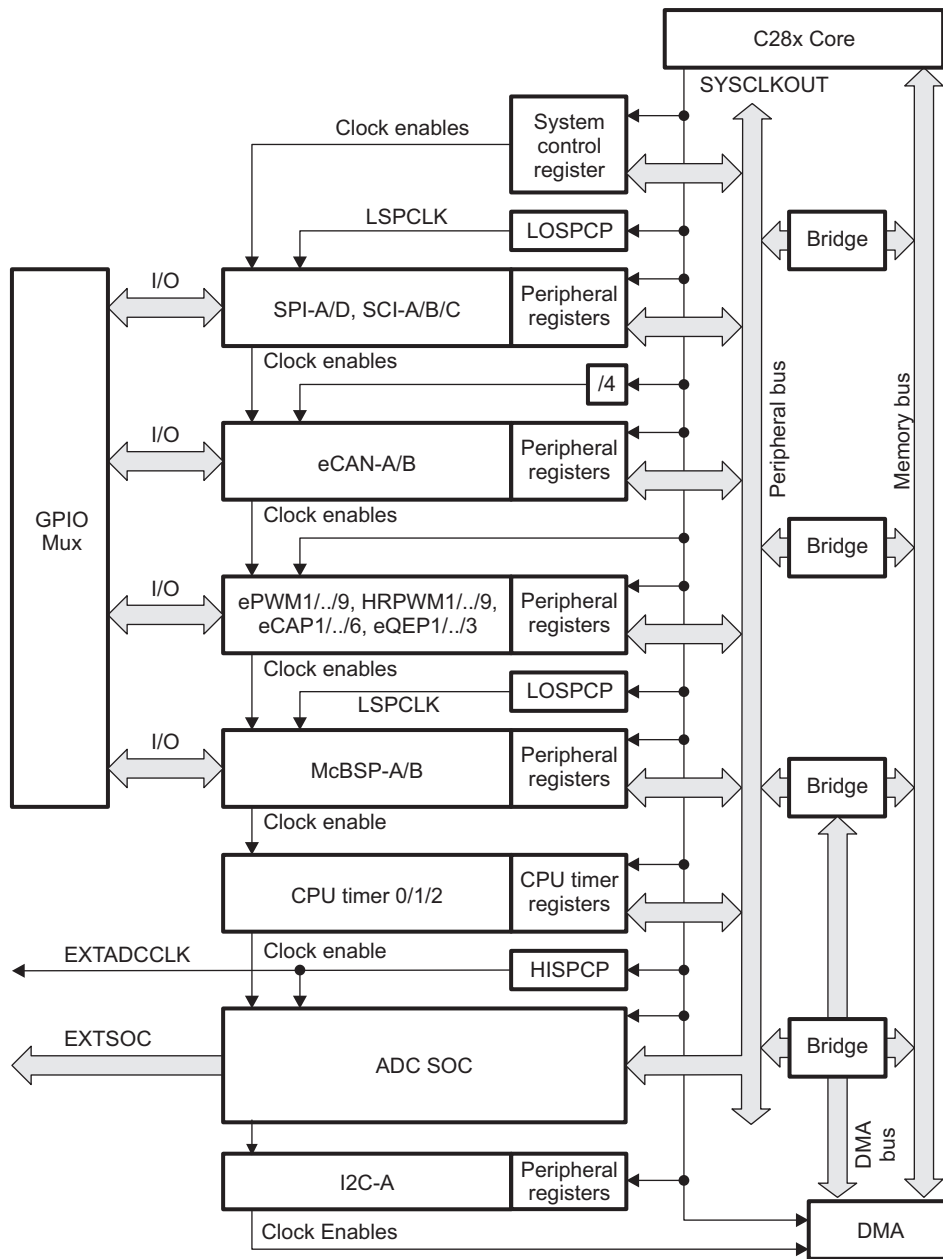 C28x Core
SYSCLKOUT
Clock enables
System
control
register
LSPCLK
LOSPCP
Bridge
I/O
SPI-A/D, SCI-A/B/C
Peripheral
registers
Clock enables
/4
Peripheral bus
Memory bus
I/O
eCAN-A/B
Peripheral
registers
Clock enables
GPIO
Mux
Bridge
I/O
ePWM1/../9, HRPWM1/../9,
eCAP1/../6, eQEP1/../3
Peripheral
registers
Clock enables
LSPCLK
LOSPCP
I/O
McBSP-A/B
Peripheral
registers
Bridge
Clock enable
CPU timer 0/1/2
CPU timer
registers
EXTADCCLK
Clock enable
HISPCP
EXTSOC
ADC SOC
Bridge
DMA
bus
I2C-A
Peripheral
registers
Clock Enables
DMA